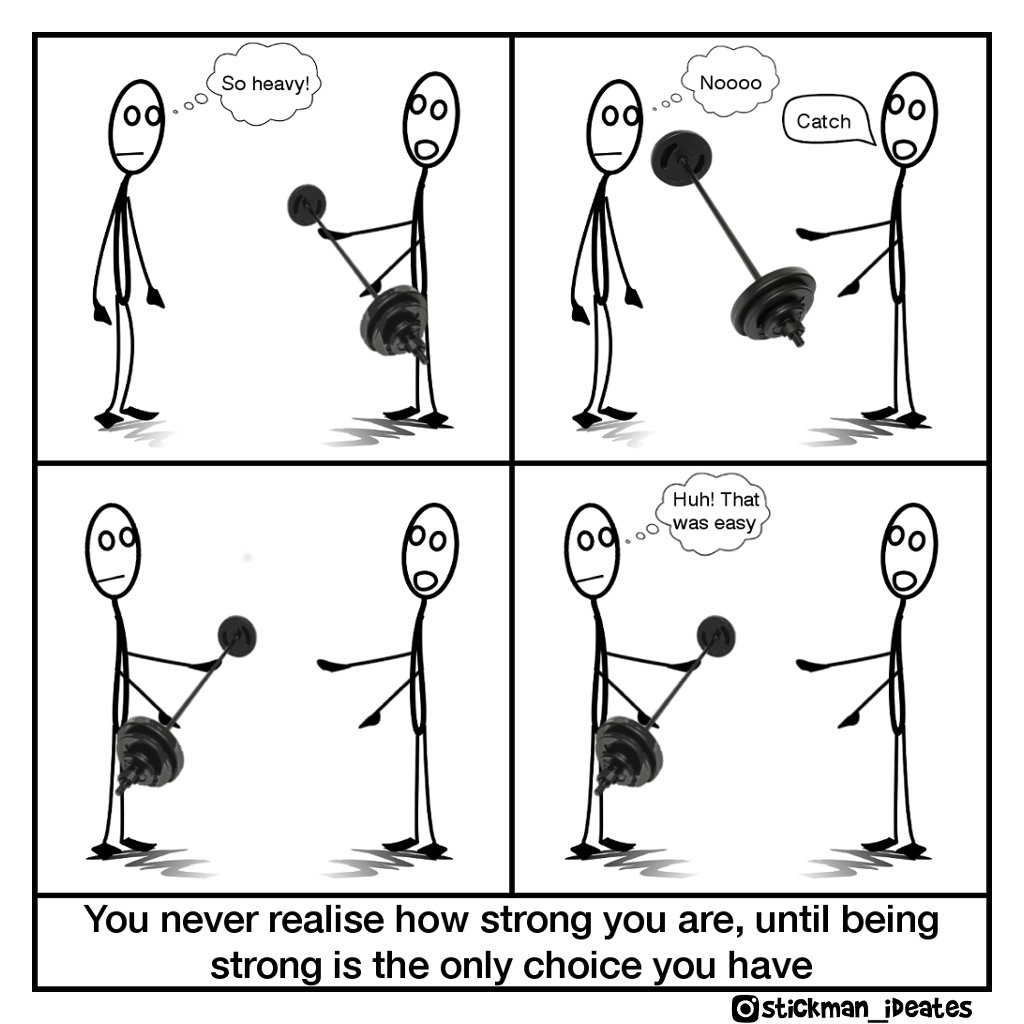 So heavy!
Noooo
Catch
Huh! That
was easy
You never realise how strong you are, until being
strong is the only choice you have
stickman_iDeates